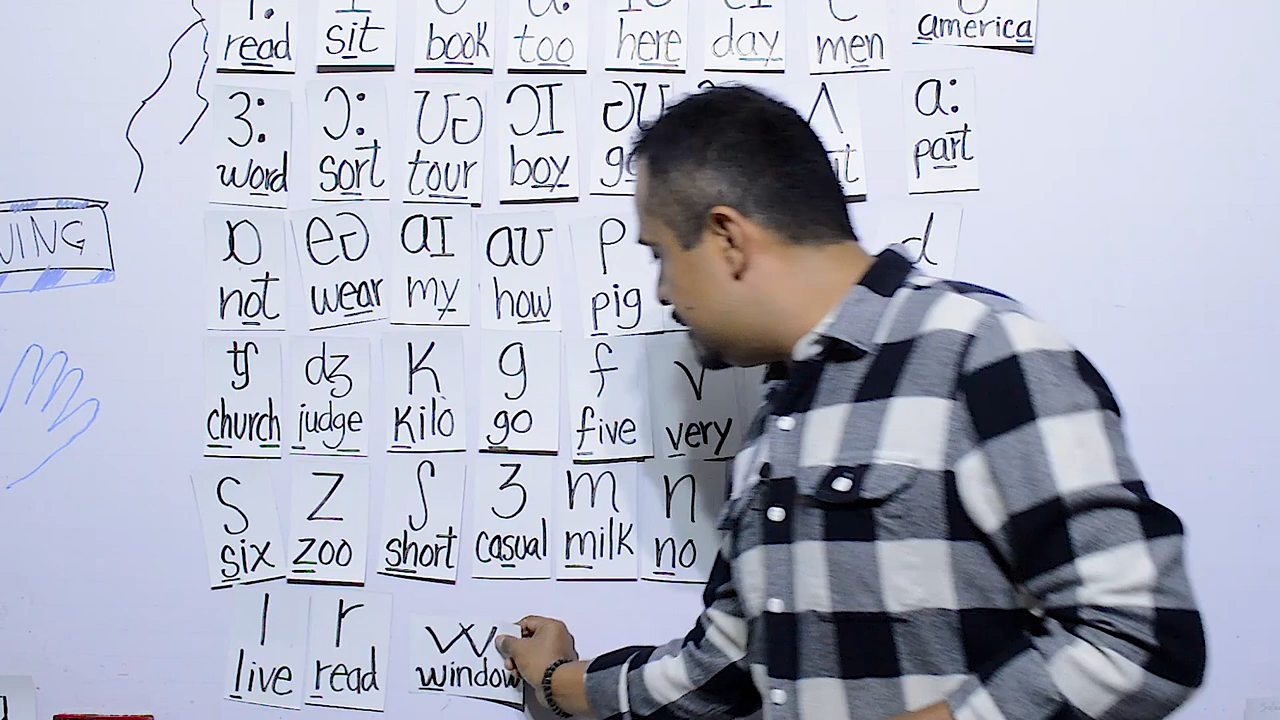 read sit book too here day men america
ɜ: ɔ: ʊə ɔɪ əʊ ʌ ɑ:
word sort tour boy part
ɒ eə aɪ aʊ p d
not wear my how pig
tʃ dʒ k g f v
church judge kilo go five very
s z ʃ ʒ m n
six zoo short casual milk no
l r w
live read window